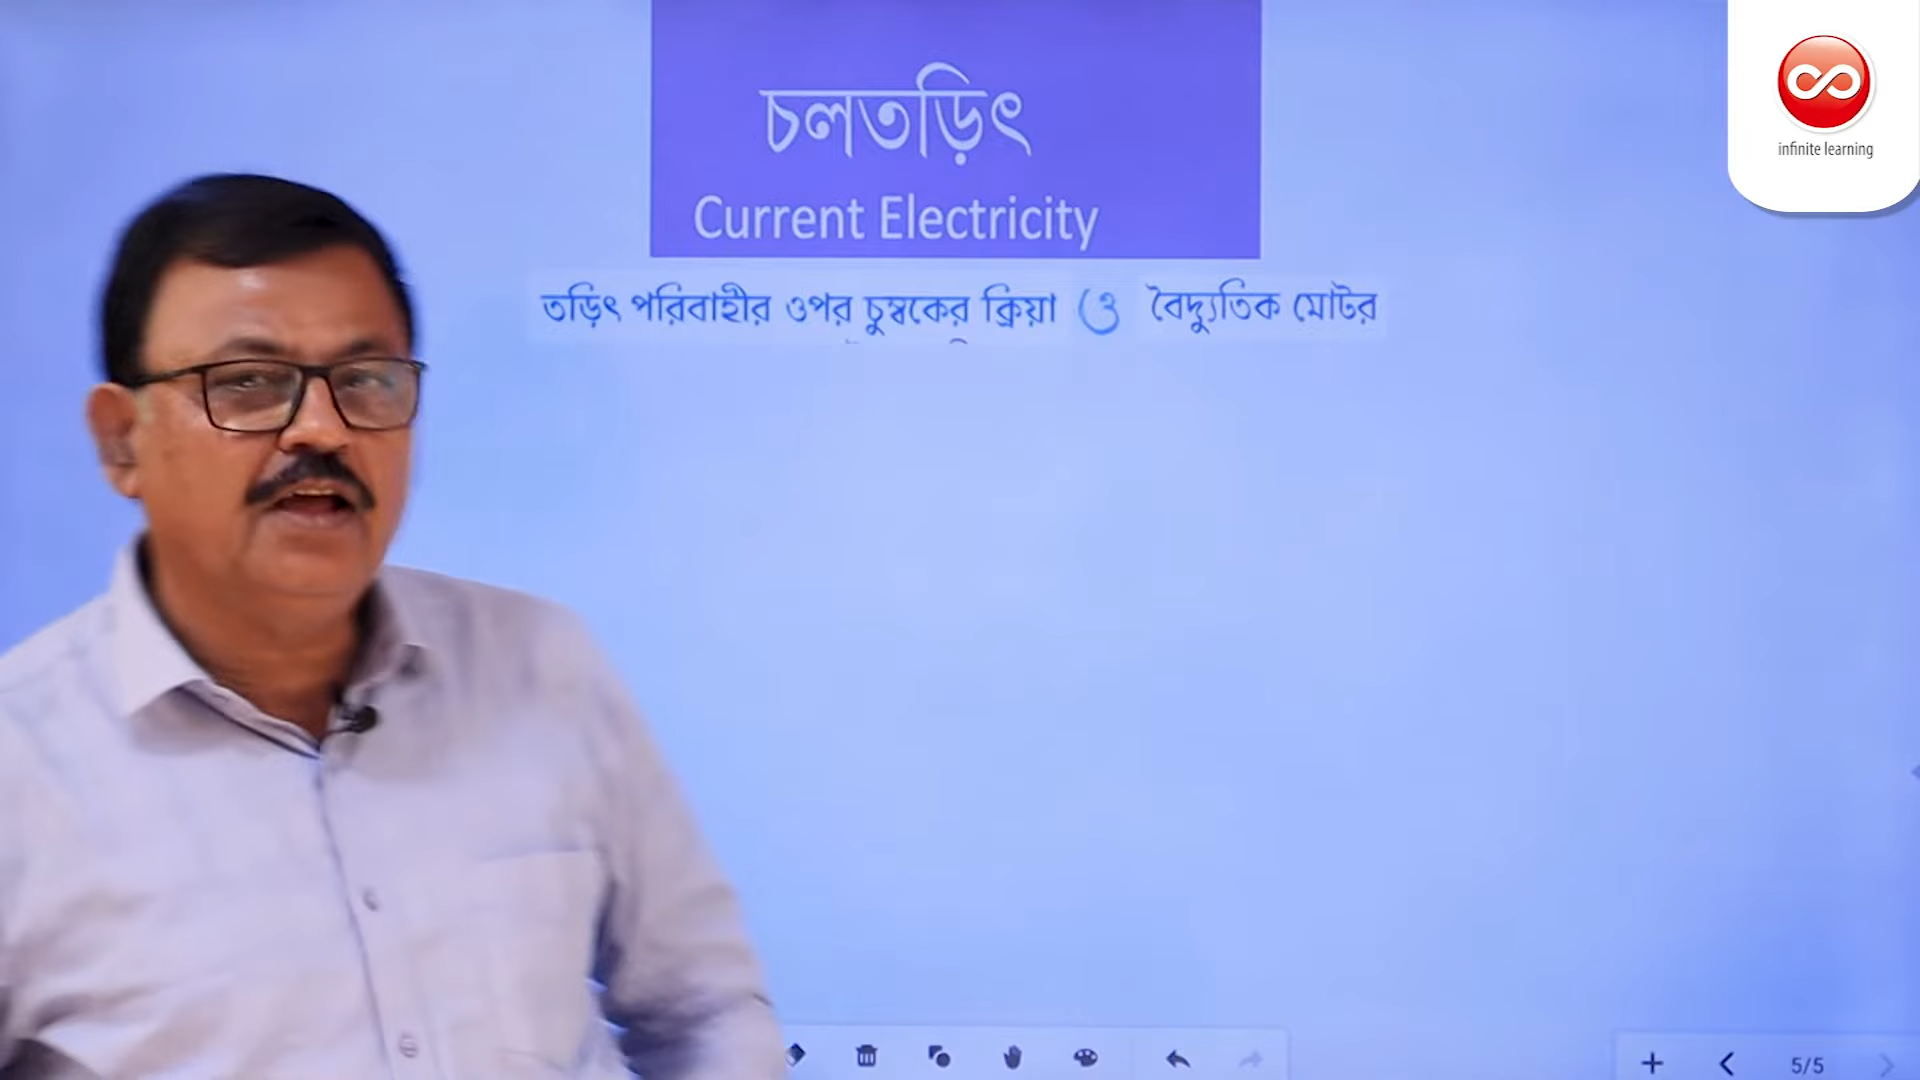 চলতড়িৎ
Current Electricity
তড়িৎ পরিবাহীর ওপর চুম্বকের ক্রিয়া ও বৈদ্যুতিক মোটর
infinite learning
5/5